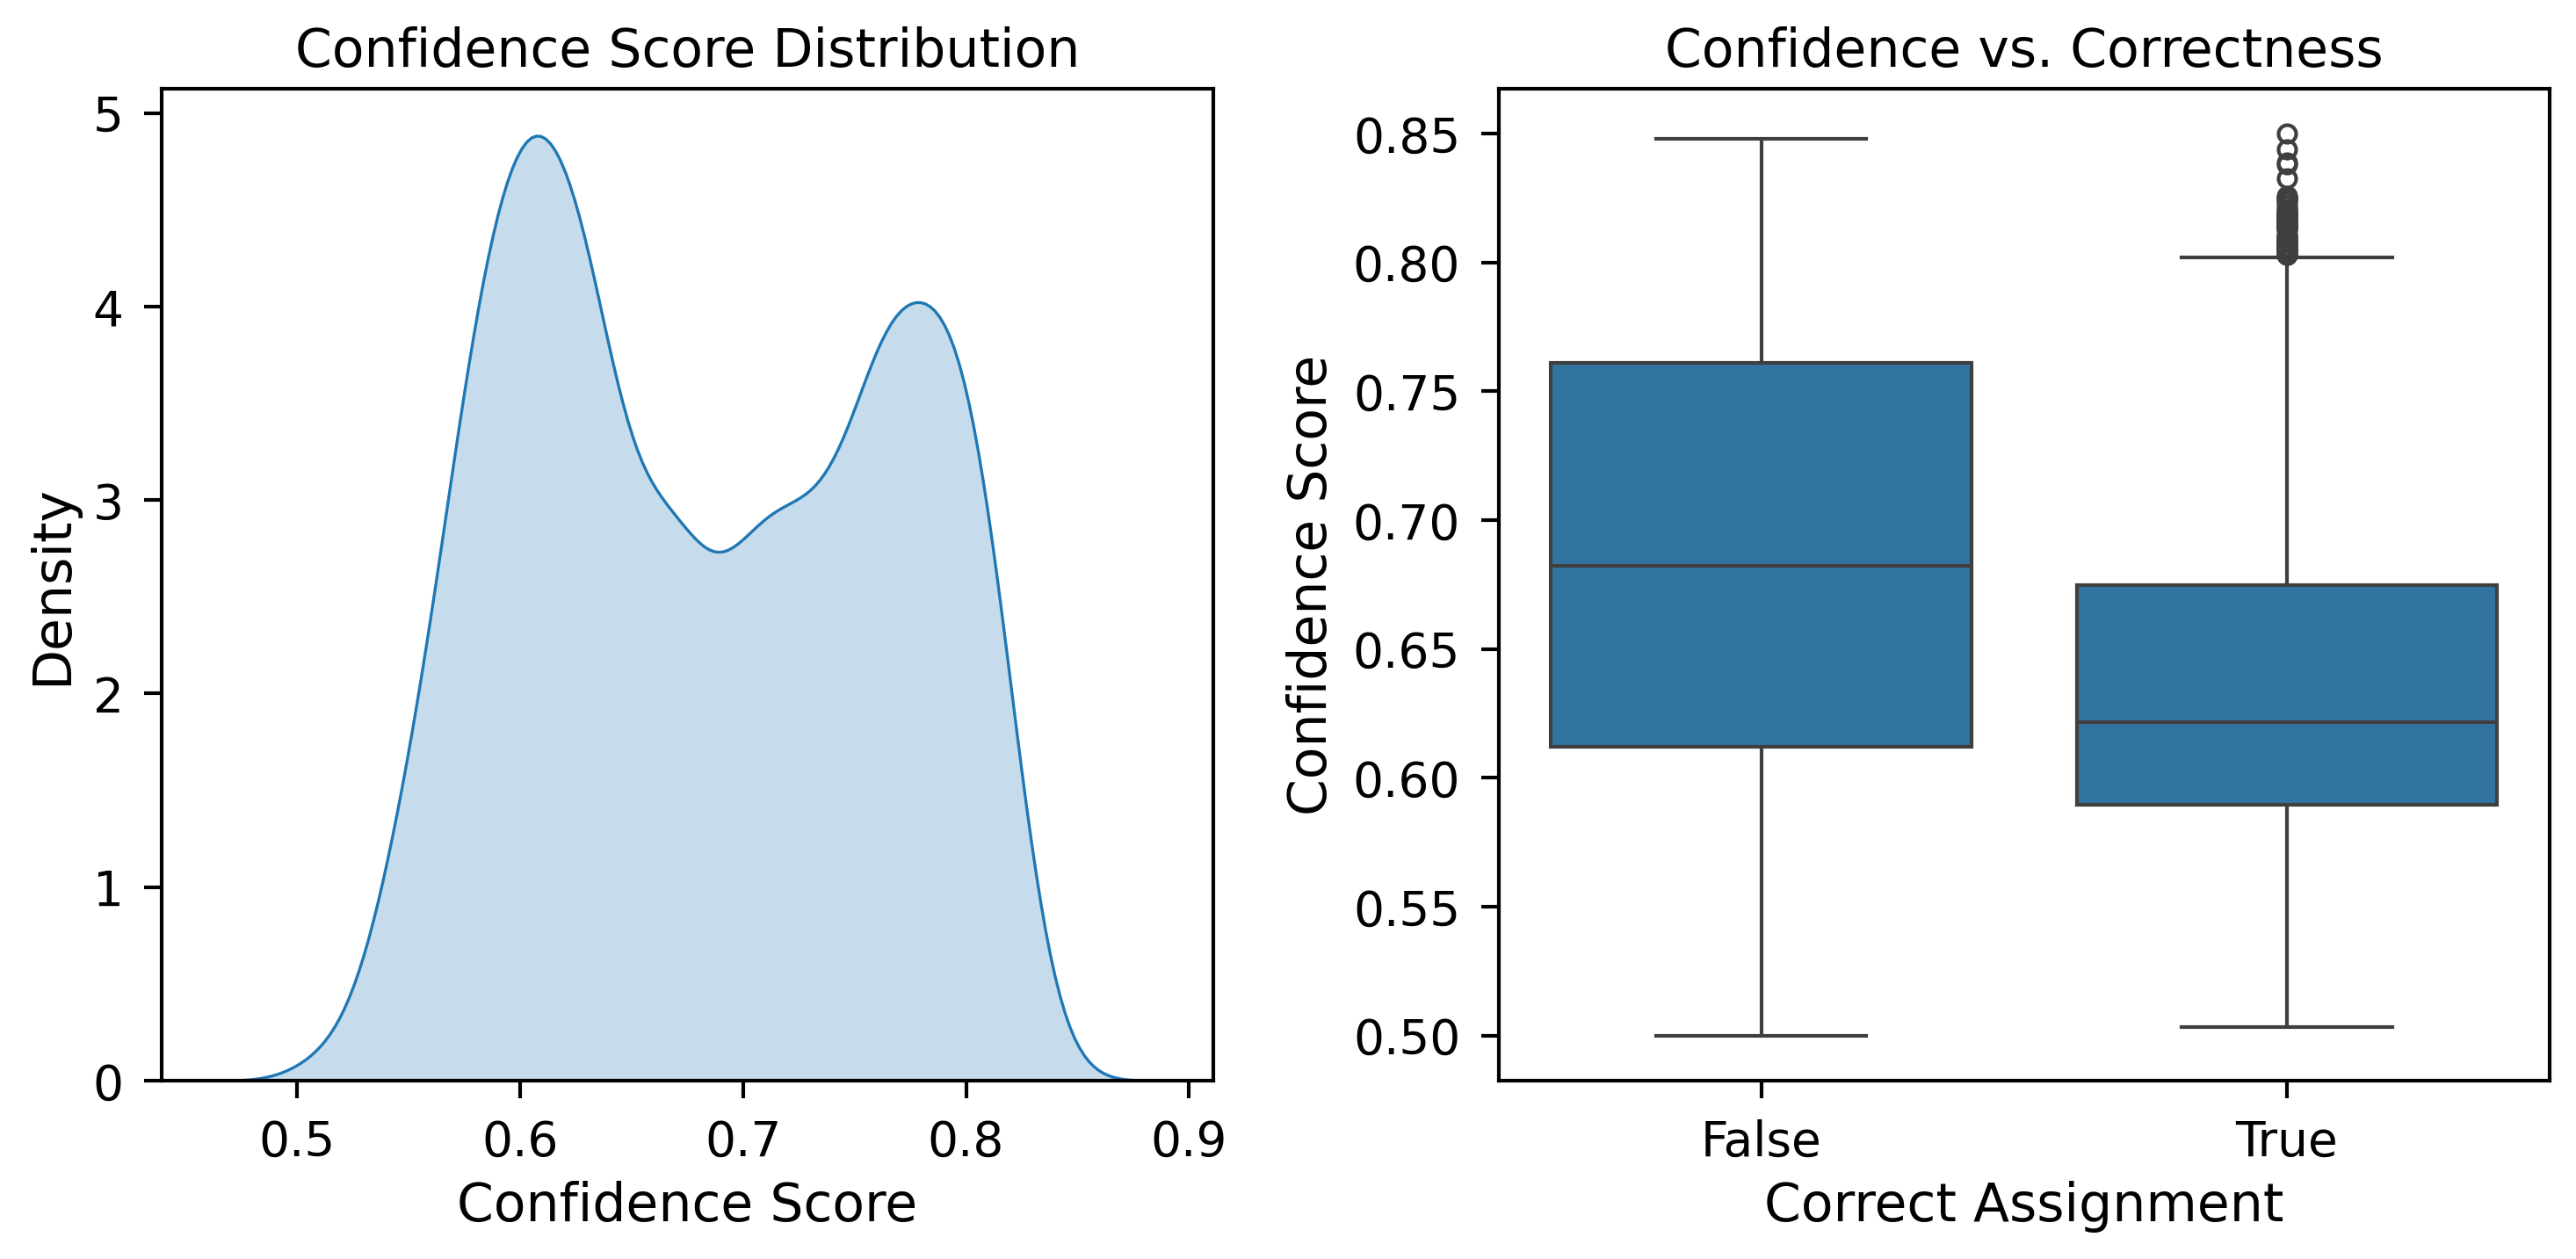 Confidence Score Distribution
5
4
3
2
1
0
Density
0.5 0.6 0.7 0.8 0.9
Confidence Score
Confidence vs. Correctness
0.85
0.80
0.75
0.70
0.65
0.60
0.55
0.50
Confidence Score
False True
Correct Assignment